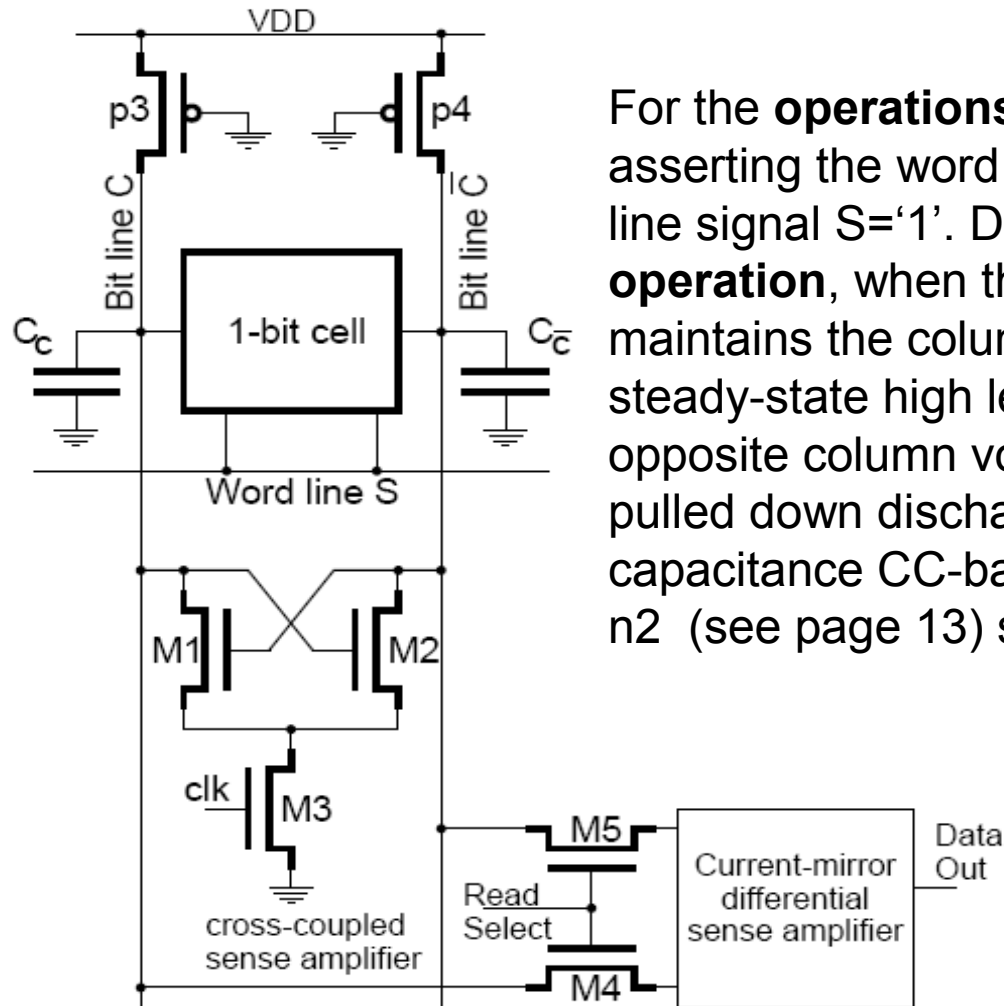 VDD
p3
p4
Bit line C
Bit line C̅
C_C
1-bit cell
C_C̅
Word line S
M1
M2
clk
M3
cross-coupled
sense amplifier
M5
Read
Select
M4
Current-mirror
differential
sense amplifier
Data
Out
For the operations
asserting the word
line signal S=‘1’. D
operation, when th
maintains the colum
steady-state high le
opposite column vo
pulled down discha
capacitance CC-ba
n2 (see page 13) s